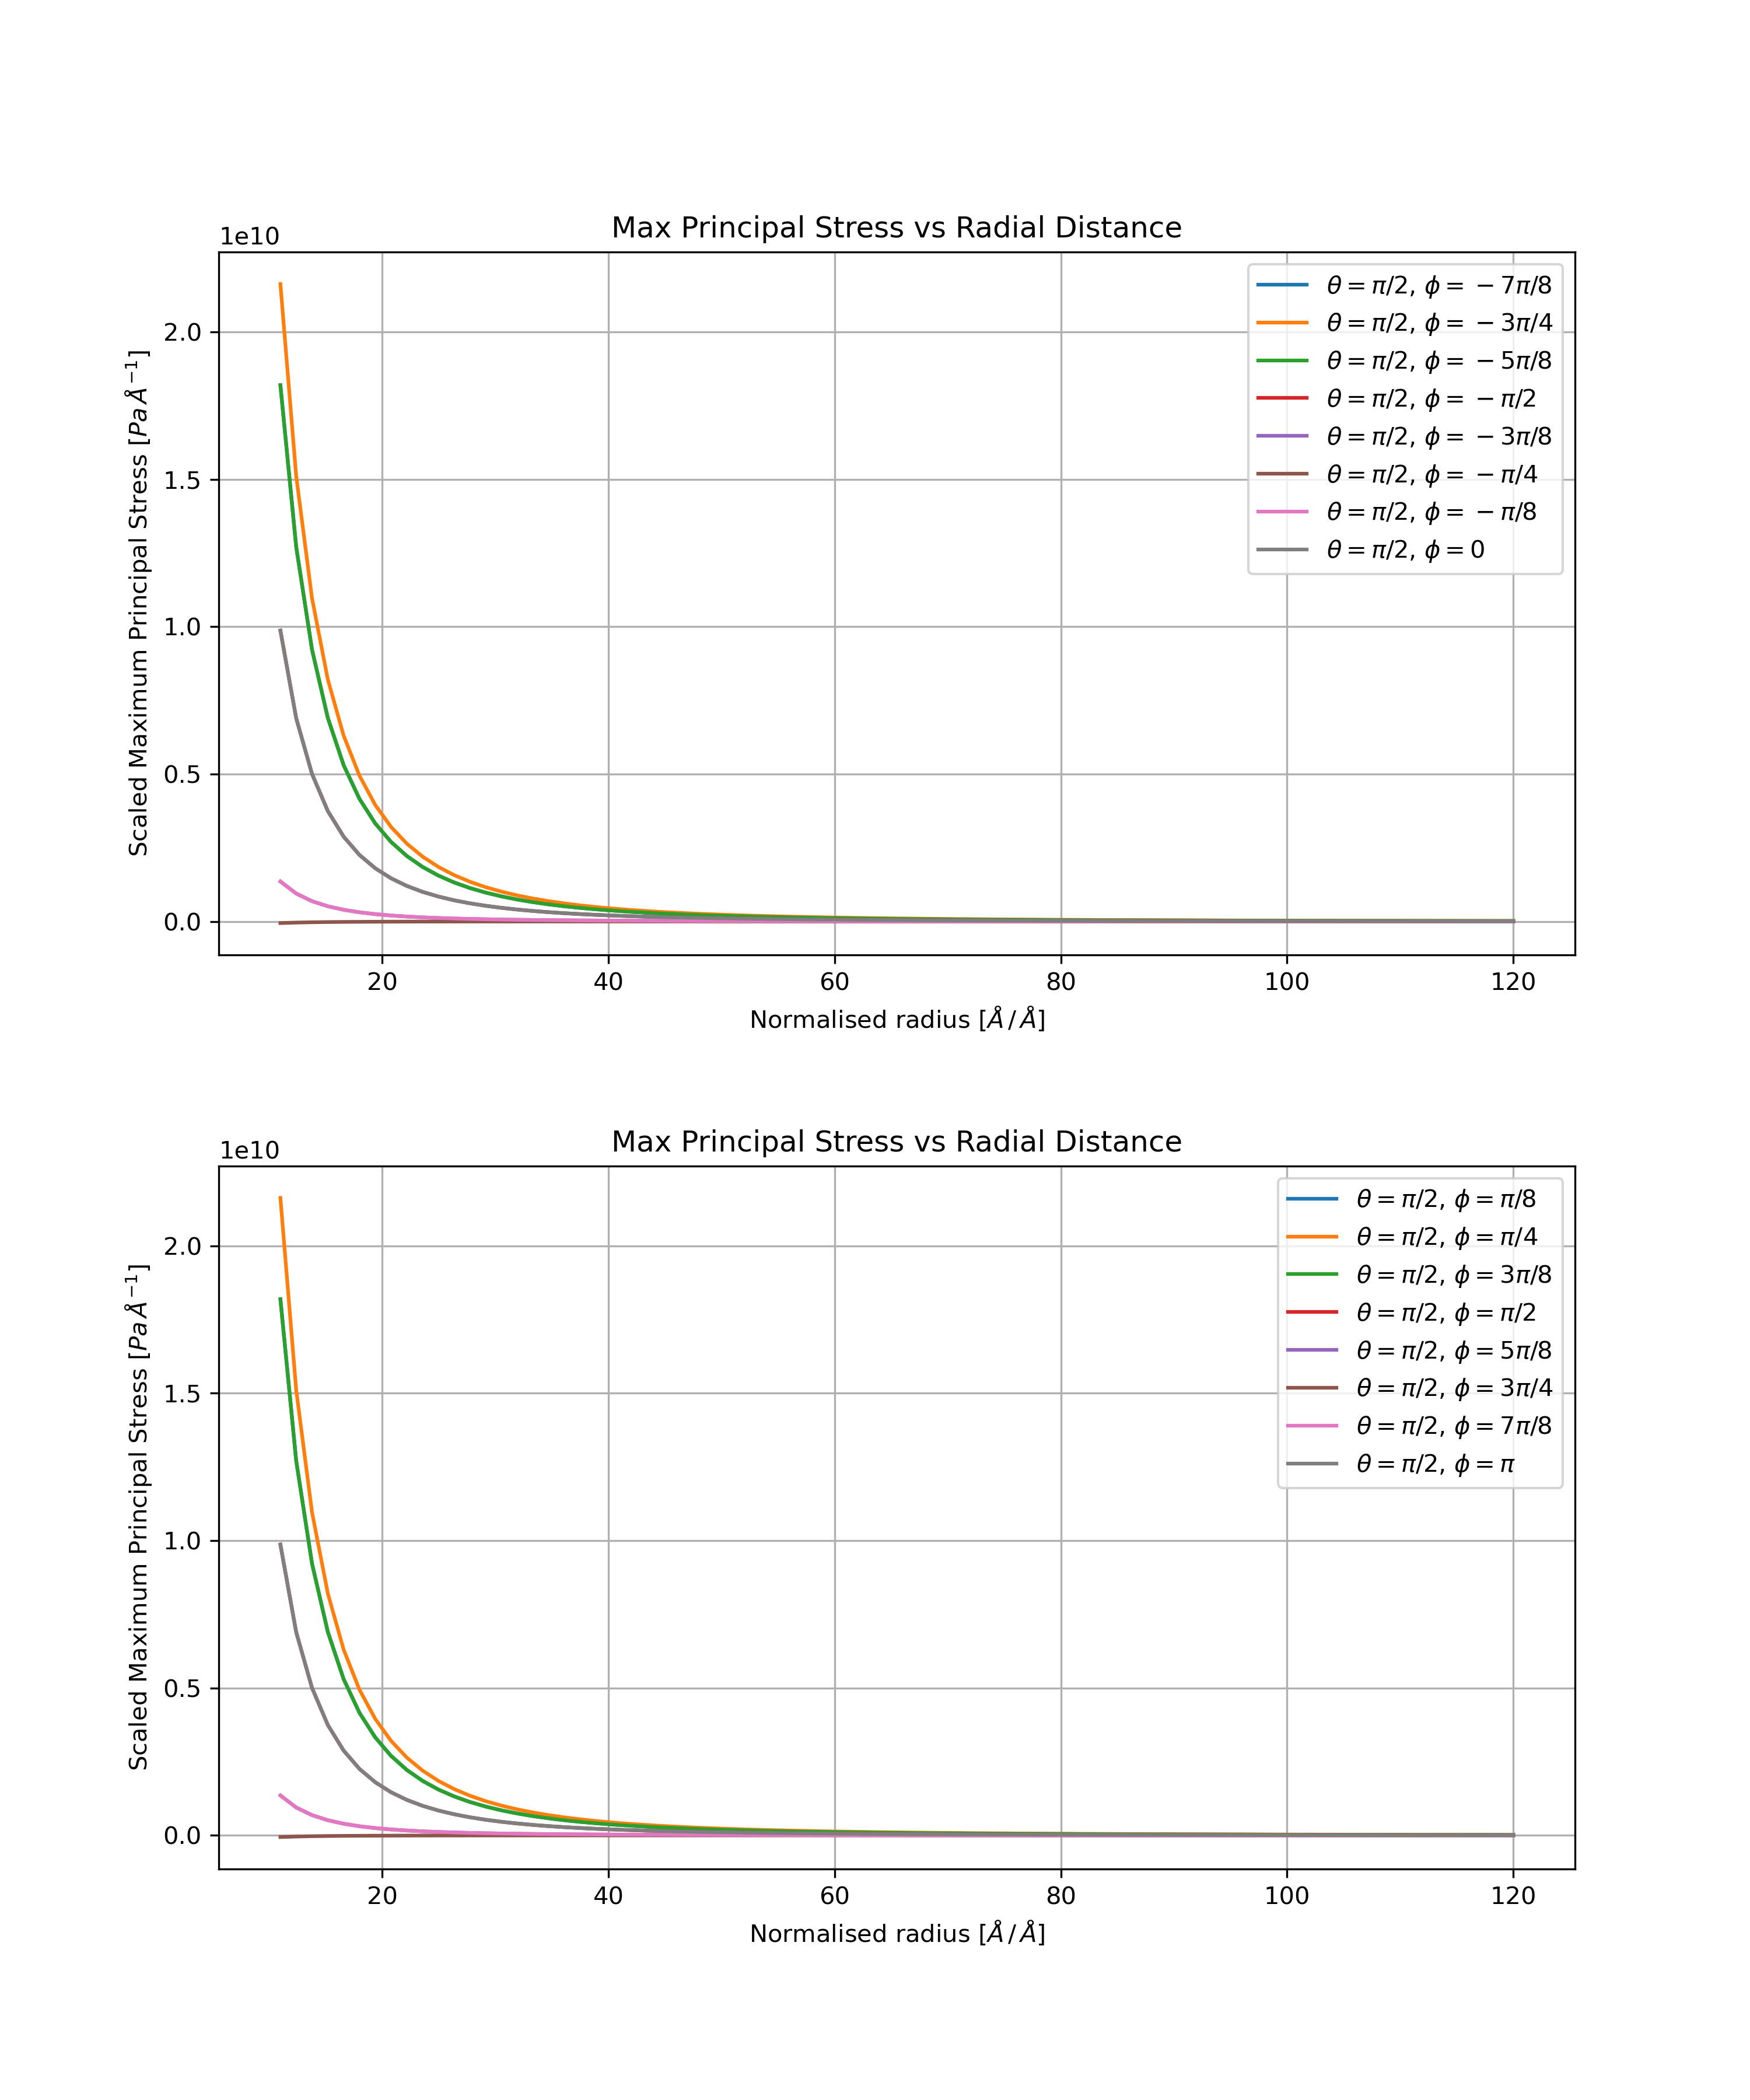 Max Principal Stress vs Radial Distance
1e10
Scaled Maximum Principal Stress [Pa Å⁻¹]
2.0
1.5
1.0
0.5
0.0
20 40 60 80 100 120
Normalised radius [Å / Å]
θ = π/2, ϕ = − 7π/8
θ = π/2, ϕ = − 3π/4
θ = π/2, ϕ = − 5π/8
θ = π/2, ϕ = − π/2
θ = π/2, ϕ = − 3π/8
θ = π/2, ϕ = − π/4
θ = π/2, ϕ = − π/8
θ = π/2, ϕ = 0
Max Principal Stress vs Radial Distance
1e10
Scaled Maximum Principal Stress [Pa Å⁻¹]
2.0
1.5
1.0
0.5
0.0
20 40 60 80 100 120
Normalised radius [Å / Å]
θ = π/2, ϕ = π/8
θ = π/2, ϕ = π/4
θ = π/2, ϕ = 3π/8
θ = π/2, ϕ = π/2
θ = π/2, ϕ = 5π/8
θ = π/2, ϕ = 3π/4
θ = π/2, ϕ = 7π/8
θ = π/2, ϕ = π